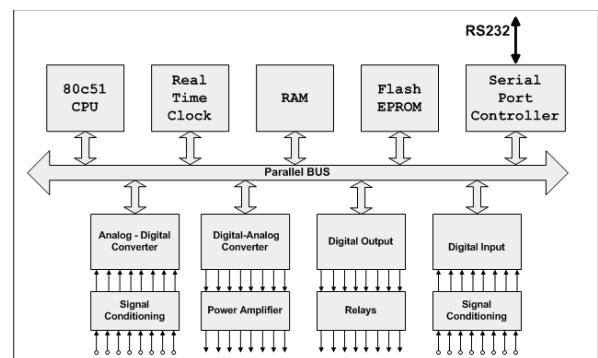 RS232
80c51
CPU
Real
Time
Clock
RAM
Flash
EPROM
Serial
Port
Controller
Parallel BUS
Analog - Digital
Converter
Digital-Analog
Converter
Digital Output
Digital Input
Signal
Conditioning
Power Amplifier
Relays
Signal
Conditioning